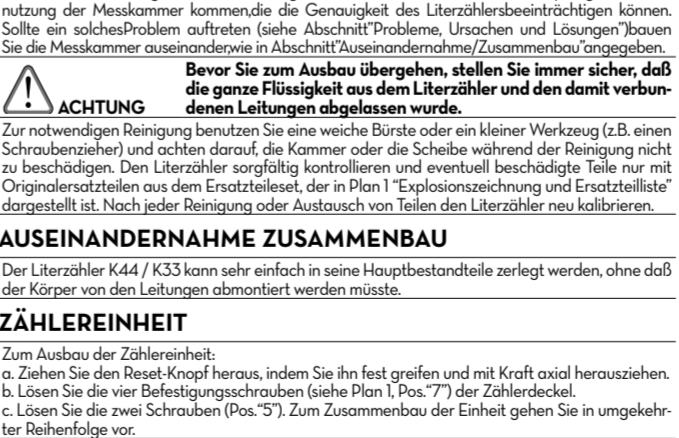 nutzung der Messkammer kommen,die die Genauigkeit des Literzählersbeeinträchtigen können.
Sollte ein solchesProblem auftreten (siehe Abschnitt"Probleme, Ursachen und Lösungen")bauen
Sie die Messkammer auseinander,wie in Abschnitt"Auseinandernahme/Zusammenbau"angegeben.
ACHTUNG
Bevor Sie zum Ausbau übergehen, stellen Sie immer sicher, daß
die ganze Flüssigkeit aus dem Literzähler und den damit verbun-
denen Leitungen abgelassen wurde.
Zur notwendigen Reinigung benutzen Sie eine weiche Bürste oder ein kleiner Werkzeug (z.B. einen
Schraubenzieher) und achten darauf, die Kammer oder die Scheibe während der Reinigung nicht
zu beschädigen. Den Literzähler sorgfältig kontrollieren und eventuell beschädigte Teile nur mit
Originalersatzteilen aus dem Ersatzteileset, der in Plan 1 "Explosionszeichnung und Ersatzteilliste"
dargestellt ist. Nach jeder Reinigung oder Austausch von Teilen den Literzähler neu kalibrieren.
AUSEINANDERNAHME ZUSAMMENBAU
Der Literzähler K44 / K33 kann sehr einfach in seine Hauptbestandteile zerlegt werden, ohne daß
der Körper von den Leitungen abmontiert werden müsste.
ZÄHLEREINHEIT
Zum Ausbau der Zählereinheit:
a. Ziehen Sie den Reset-Knopf heraus, indem Sie ihn fest greifen und mit Kraft axial herausziehen.
b. Lösen Sie die vier Befestigungsschrauben (siehe Plan 1, Pos."7") der Zählerdeckel.
c. Lösen Sie die zwei Schrauben (Pos."5"). Zum Zusammenbau der Einheit gehen Sie in umgekehr-
ter Reihenfolge vor.